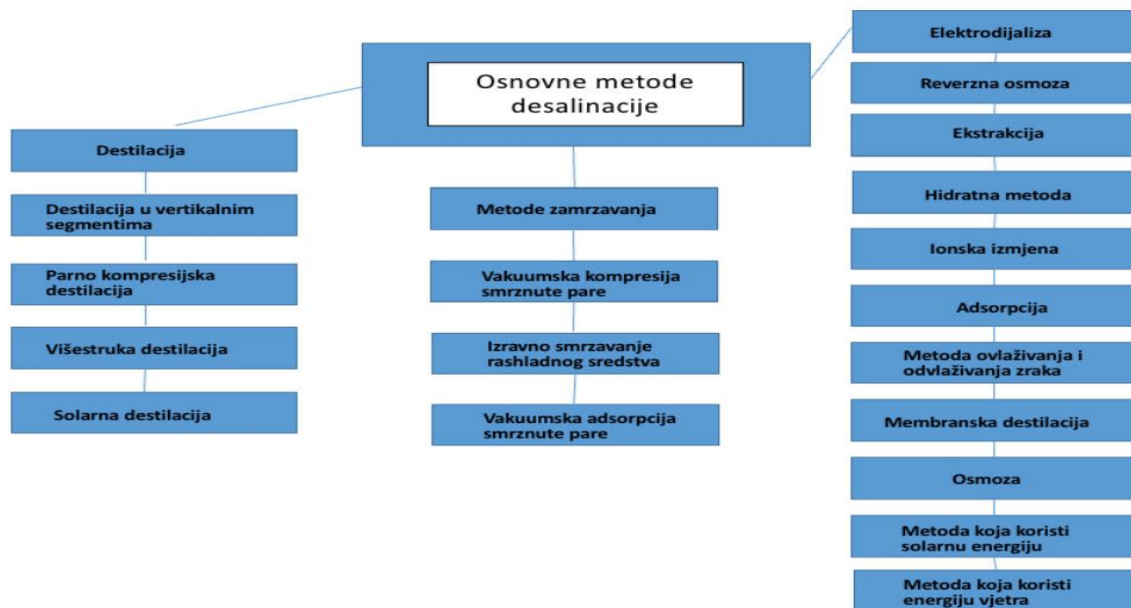 Osnovne metode
desalinacije
Destilacija
Destilacija u vertikalnim
segmentima
Parno kompresijska
destilacija
Višestruka destilacija
Solarna destilacija
Metode zamrzavanja
Vakuumska kompresija
smrznute pare
Izravno smrzavanje
rashladnog sredstva
Vakuumska adsorpcija
smrznute pare
Elektrodijaliza
Reverzna osmoza
Ekstrakcija
Hidratna metoda
Ionska izmjena
Adsorpcija
Metoda ovlaživanja i
odvlaživanja zraka
Membranska destilacija
Osmoza
Metoda koja koristi
solarnu energiju
Metoda koja koristi
energiju vjetra